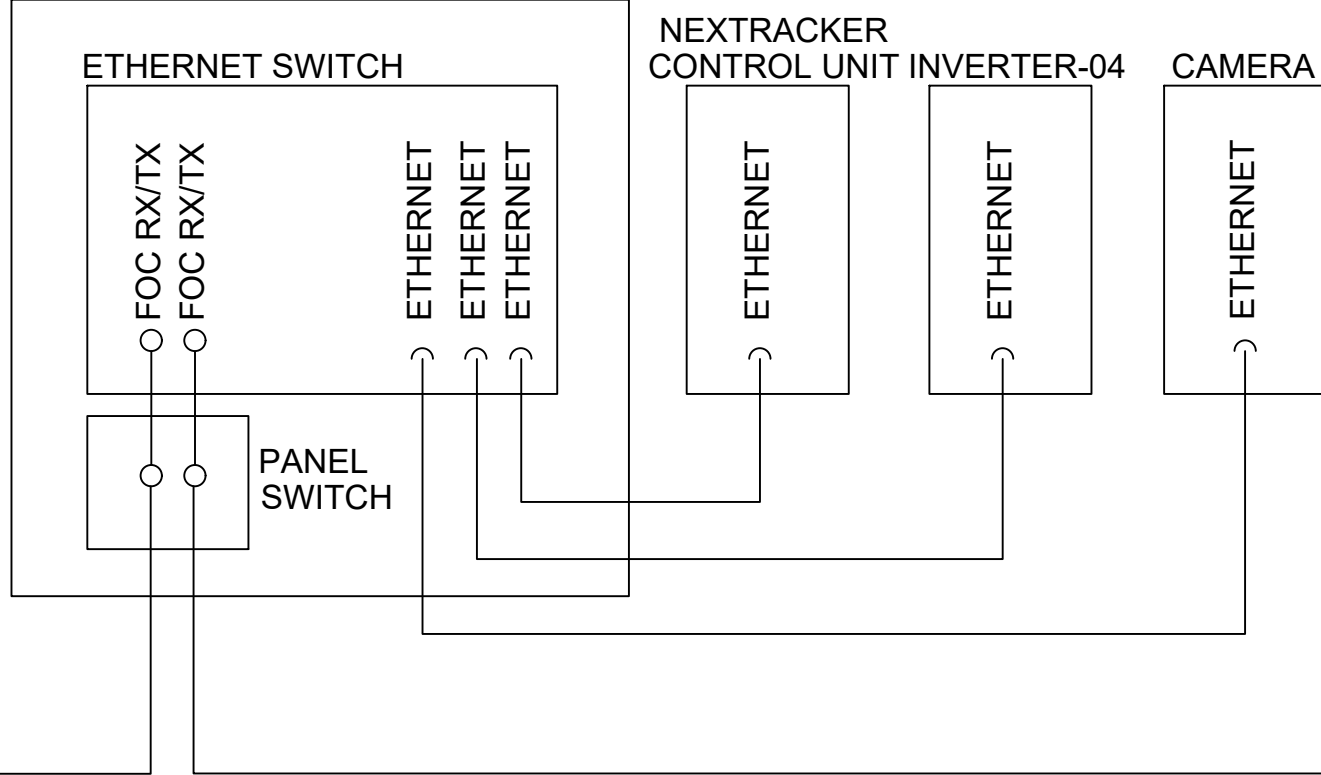 NEXTRACKER
ETHERNET SWITCH
CONTROL UNIT
INVERTER-04
CAMERA
FOC RX/TX
FOC RX/TX
ETHERNET
ETHERNET
ETHERNET
ETHERNET
ETHERNET
ETHERNET
PANEL
SWITCH